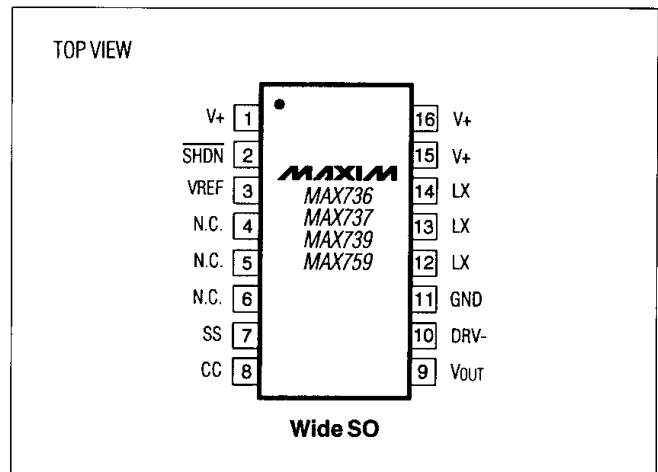 TOP VIEW
V+ 1
SHDN 2
VREF 3
N.C. 4
N.C. 5
N.C. 6
SS 7
CC 8
MAXIM
MAX736
MAX737
MAX739
MAX759
16 V+
15 V+
14 LX
13 LX
12 LX
11 GND
10 DRV-
9 VOUT
Wide SO